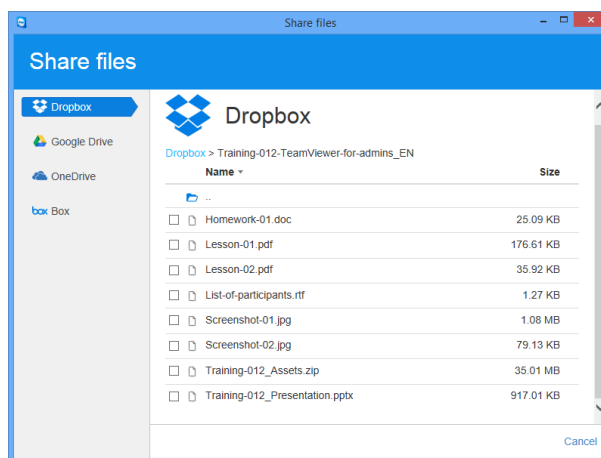 Share files
Share files
Dropbox
Google Drive
OneDrive
box Box
Dropbox
Dropbox > Training-012-TeamViewer-for-admins_EN
Name Size
..
Homework-01.doc 25.09 KB
Lesson-01.pdf 176.61 KB
Lesson-02.pdf 35.92 KB
List-of-participants.rtf 1.27 KB
Screenshot-01.jpg 1.08 MB
Screenshot-02.jpg 79.13 KB
Training-012_Assets.zip 35.01 MB
Training-012_Presentation.pptx 917.01 KB
Cancel